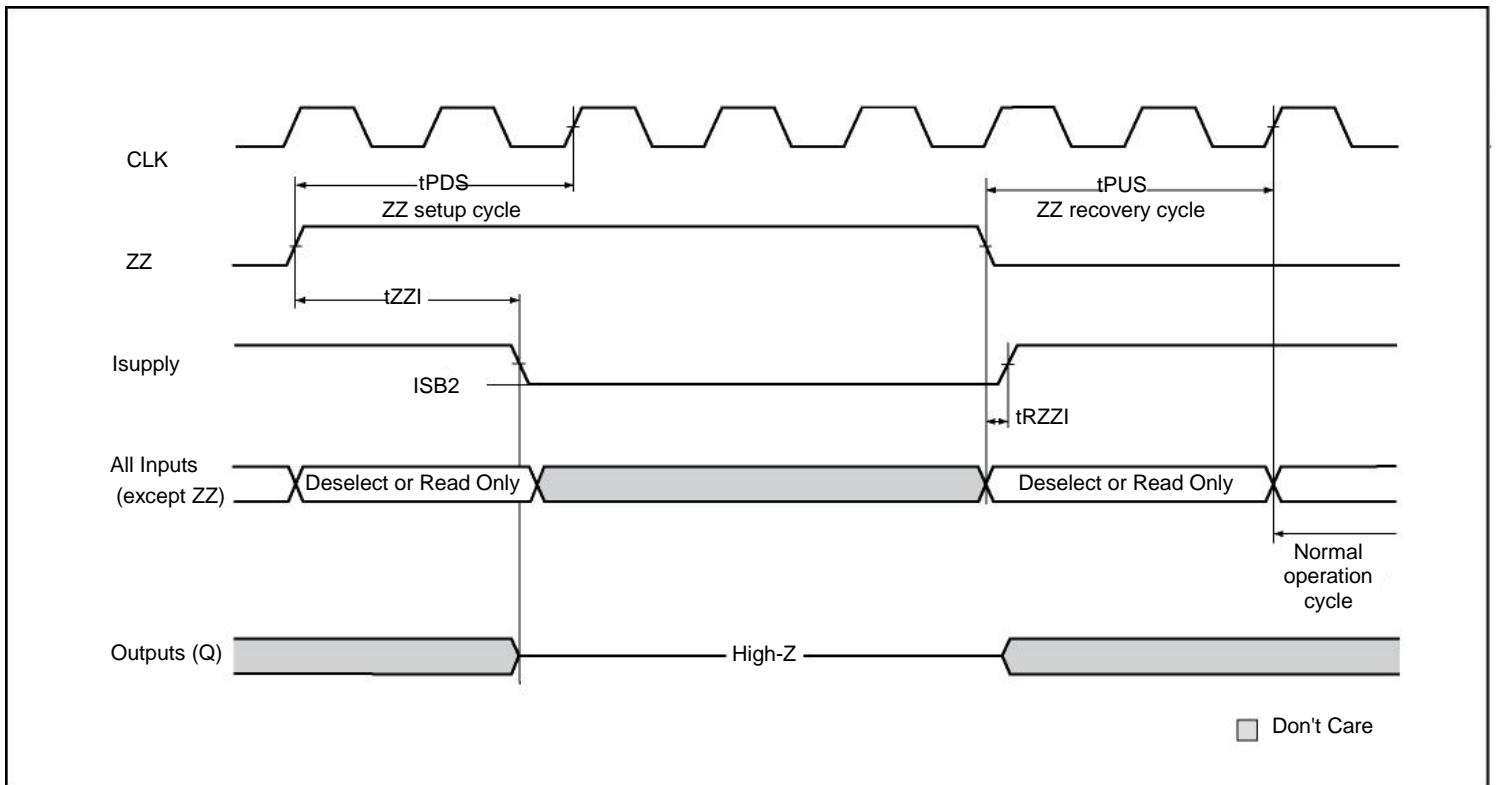 CLK
tPDS
ZZ setup cycle
tPUS
ZZ recovery cycle
ZZ
tZZI
Isupply
ISB2
tRZZI
All Inputs
(except ZZ)
Deselect or Read Only
Deselect or Read Only
Normal
operation
cycle
Outputs (Q)
High-Z
Don't Care